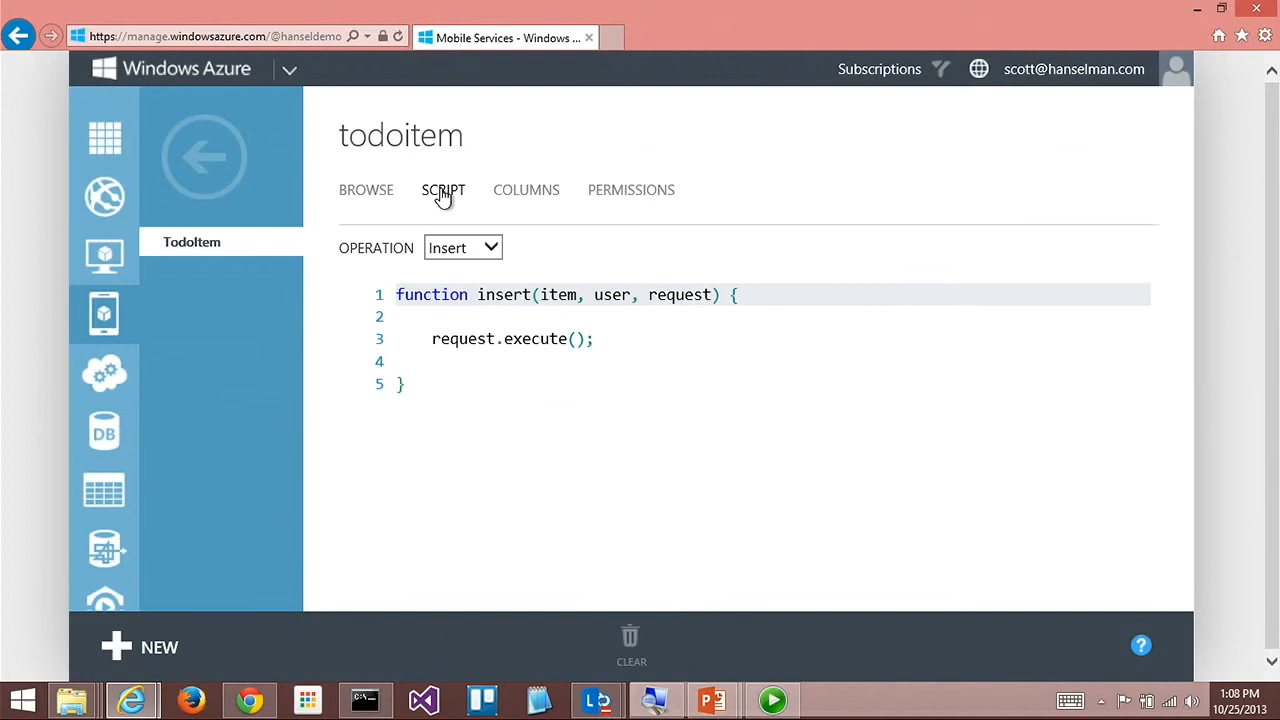 https://manage.windowsazure.com/@hanseldemo
Mobile Services - Windows ...
Windows Azure
Subscriptions
scott@hanselman.com
todoitem
BROWSE SCRIPT COLUMNS PERMISSIONS
TodoItem
OPERATION Insert
1 function insert(item, user, request) {
2
3 request.execute();
4
5 }
DB
NEW
CLEAR
?
1:08 PM
10/25/2013